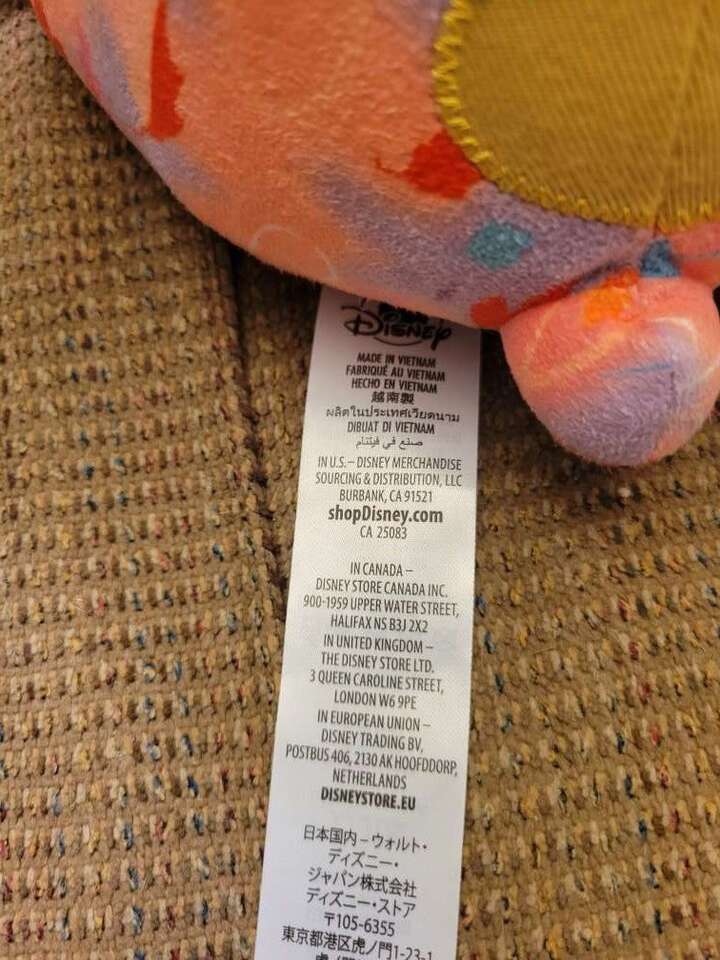 Disney
MADE IN VIETNAM
FABRIQUÉ AU VIETNAM
HECHO EN VIETNAM
越南製
ผลิตในประเทศเวียดนาม
DIBUAT DI VIETNAM
صنع في فيتنام
IN U.S.– DISNEY MERCHANDISE
SOURCING & DISTRIBUTION, LLC
BURBANK, CA 91521
shopDisney.com
CA 25083
IN CANADA –
DISNEY STORE CANADA INC.
900-1959 UPPER WATER STREET,
HALIFAX NS B3J 2X2
IN UNITED KINGDOM –
THE DISNEY STORE LTD.
3 QUEEN CAROLINE STREET,
LONDON W6 9PE
IN EUROPEAN UNION –
DISNEY TRADING BV,
POSTBUS 406, 2130 AK HOOFDDORP,
NETHERLANDS
DISNEYSTORE.EU
日本国内 – ウォルト・
ディズニー・
ジャパン株式会社
ディズニー・ストア
〒105-6355
東京都港区虎ノ門1-23-1